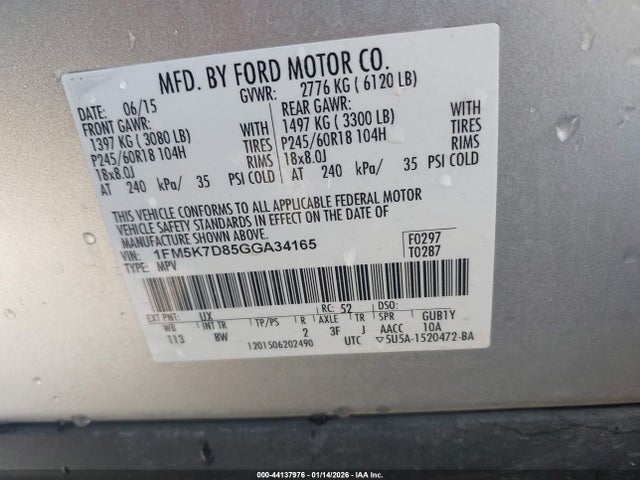 MFD. BY FORD MOTOR CO.
DATE: 06/15 GVWR: 2776 KG ( 6120 LB)
FRONT GAWR: REAR GAWR:
1397 KG ( 3080 LB) WITH 1497 KG ( 3300 LB) WITH
P245/60R18 104H TIRES P245/60R18 104H TIRES
18x8.0J RIMS 18x8.0J RIMS
AT 240 kPa/ 35 PSI COLD AT 240 kPa/ 35 PSI COLD
THIS VEHICLE CONFORMS TO ALL APPLICABLE FEDERAL MOTOR
VEHICLE SAFETY STANDARDS IN EFFECT ON THE DATE OF
MANUFACTURE SHOWN ABOVE.
VIN: 1FM5K7D85GGA34165 F0297
TYPE: MPV T0287
EXT PNT: UX RC: 52 DSO:
WB INT TR TP/PS R AXLE TR SPR GUB1Y
113 BW 2 3F J AACC 10A
1201506202490 UTC ▽5U5A-1520472-BA
000-44137976 | 01/14/2026 | IAA Inc.